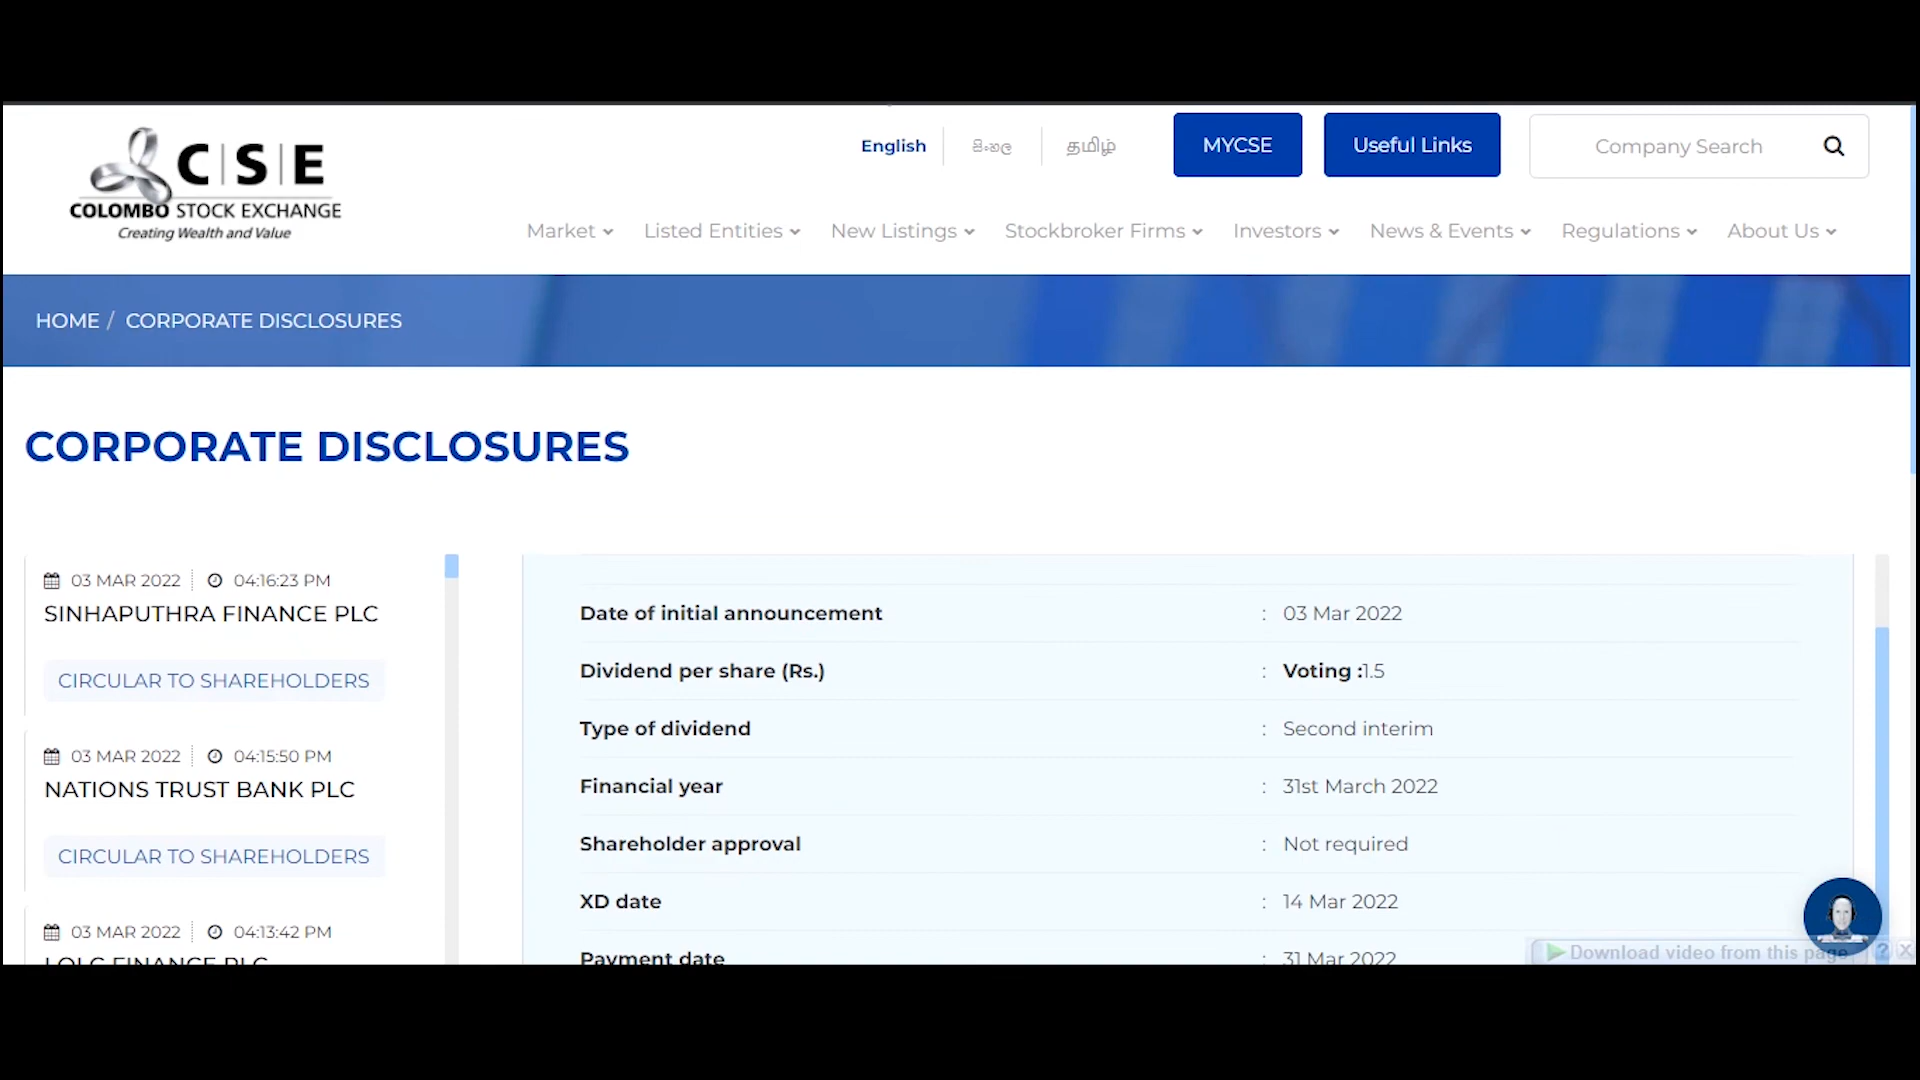 C|S|E
COLOMBO STOCK EXCHANGE
Creating Wealth and Value
English
සිංහල
தமிழ்
MYCSE
Useful Links
Company Search
Market
Listed Entities
New Listings
Stockbroker Firms
Investors
News & Events
Regulations
About Us
HOME / CORPORATE DISCLOSURES
CORPORATE DISCLOSURES
03 MAR 2022 04:16:23 PM
SINHAPUTHRA FINANCE PLC
CIRCULAR TO SHAREHOLDERS
03 MAR 2022 04:15:50 PM
NATIONS TRUST BANK PLC
CIRCULAR TO SHAREHOLDERS
03 MAR 2022 04:13:42 PM
LOLC FINANCE PLC
Date of initial announcement : 03 Mar 2022
Dividend per share (Rs.) : Voting :1.5
Type of dividend : Second interim
Financial year : 31st March 2022
Shareholder approval : Not required
XD date : 14 Mar 2022
Payment date : 31 Mar 2022
Download video from this page ? X